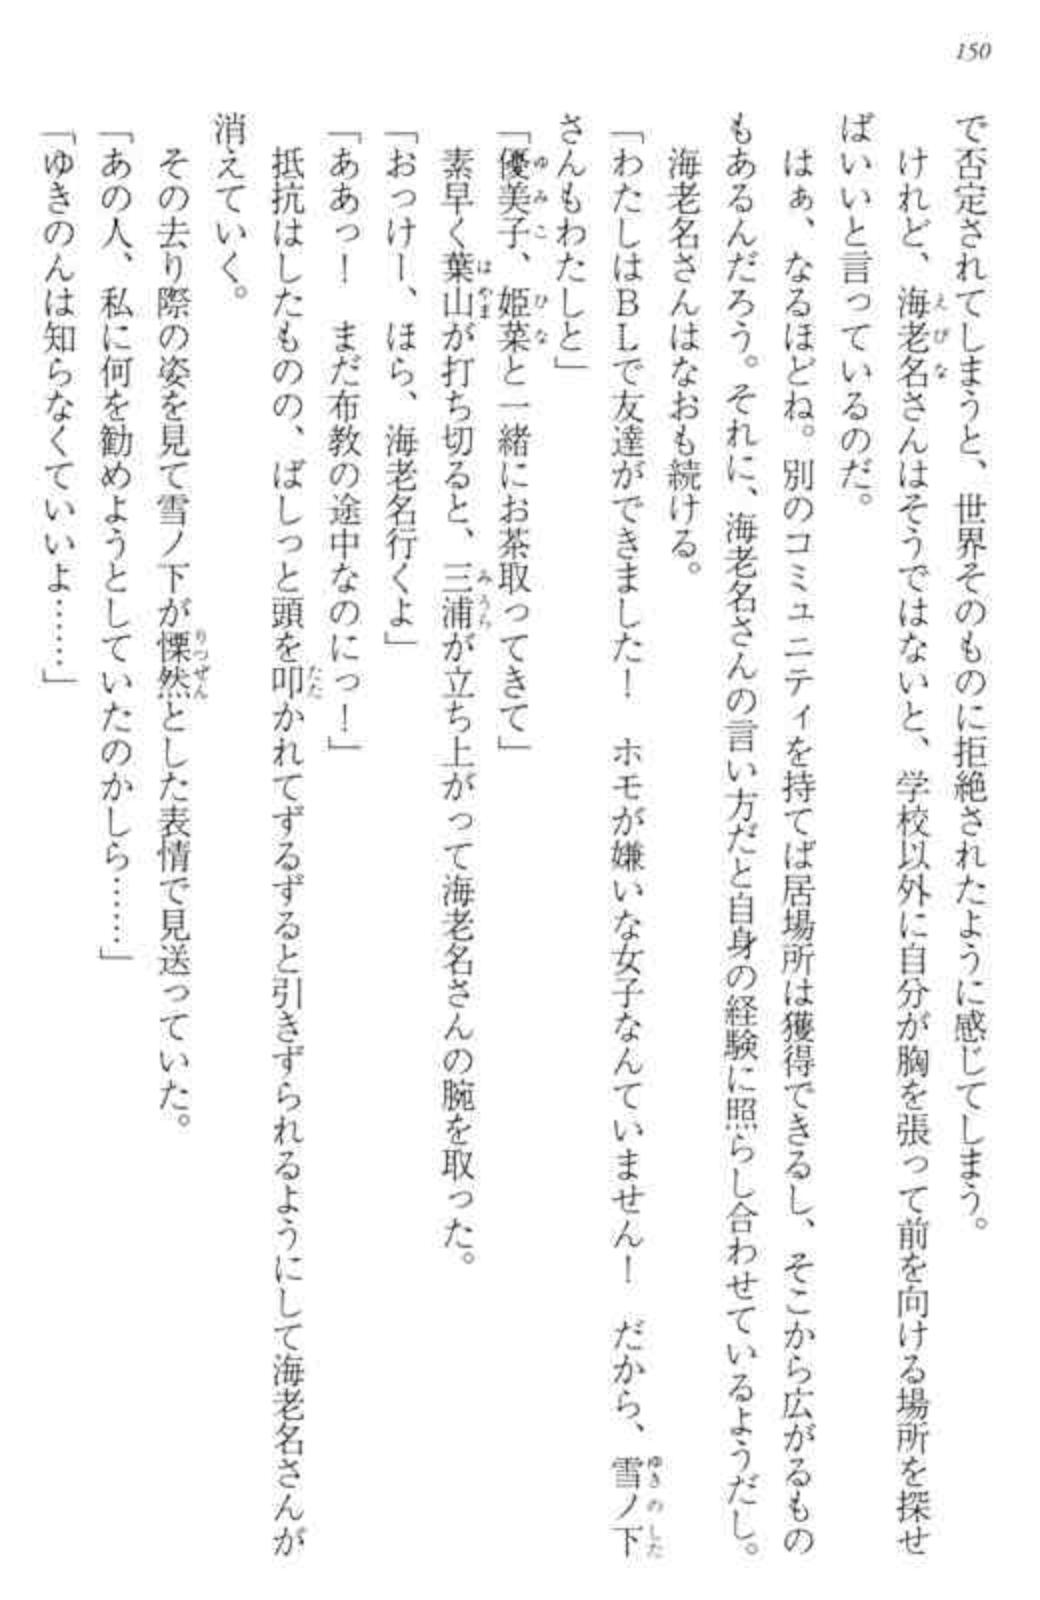 150
で否定されてしまうと、世界そのものに拒絶されたように感じてしまう。
けれど、海老名さんはそうではないと、学校以外に自分が胸を張って前を向ける場所を探せ
ばいいと言っているのだ。
はぁ、なるほどね。別のコミュニティを持てば居場所は獲得できるし、そこから広がるもの
もあるんだろう。それに、海老名さんの言い方だと自身の経験に照らし合わせているようだし。
海老名さんはなおも続ける。
「わたしはＢＬで友達ができました！　ホモが嫌いな女子なんていません！　だから、雪ノ下
さんもわたしと」
「優美子、姫菜と一緒にお茶取ってきて」
素早く葉山が打ち切ると、三浦が立ち上がって海老名さんの腕を取った。
「おっけー、ほら、海老名行くよ」
「ああっ！　まだ布教の途中なのにっ！」
抵抗はしたものの、ばしっと頭を叩かれてずるずると引きずられるようにして海老名さんが
消えていく。
その去り際の姿を見て雪ノ下が慄然とした表情で見送っていた。
「あの人、私に何を勧めようとしていたのかしら……」
「ゆきのんは知らなくていいよ……」